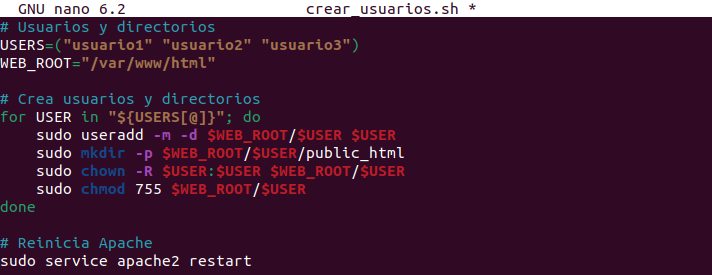 GNU nano 6.2 crear_usuarios.sh *
# Usuarios y directorios
USERS=("usuario1" "usuario2" "usuario3")
WEB_ROOT="/var/www/html"
# Crea usuarios y directorios
for USER in "${USERS[@]}"; do
    sudo useradd -m -d $WEB_ROOT/$USER $USER
    sudo mkdir -p $WEB_ROOT/$USER/public_html
    sudo chown -R $USER:$USER $WEB_ROOT/$USER
    sudo chmod 755 $WEB_ROOT/$USER
done
# Reinicia Apache
sudo service apache2 restart